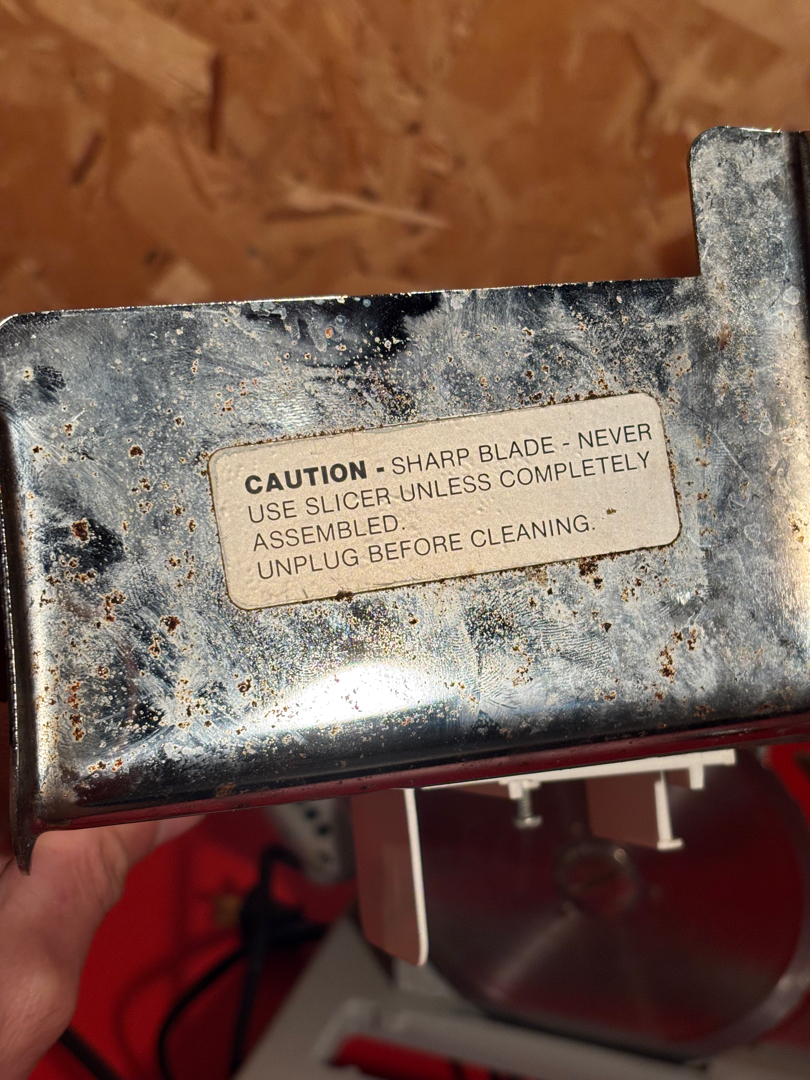 CAUTION - SHARP BLADE - NEVER
USE SLICER UNLESS COMPLETELY
ASSEMBLED.
UNPLUG BEFORE CLEANING.